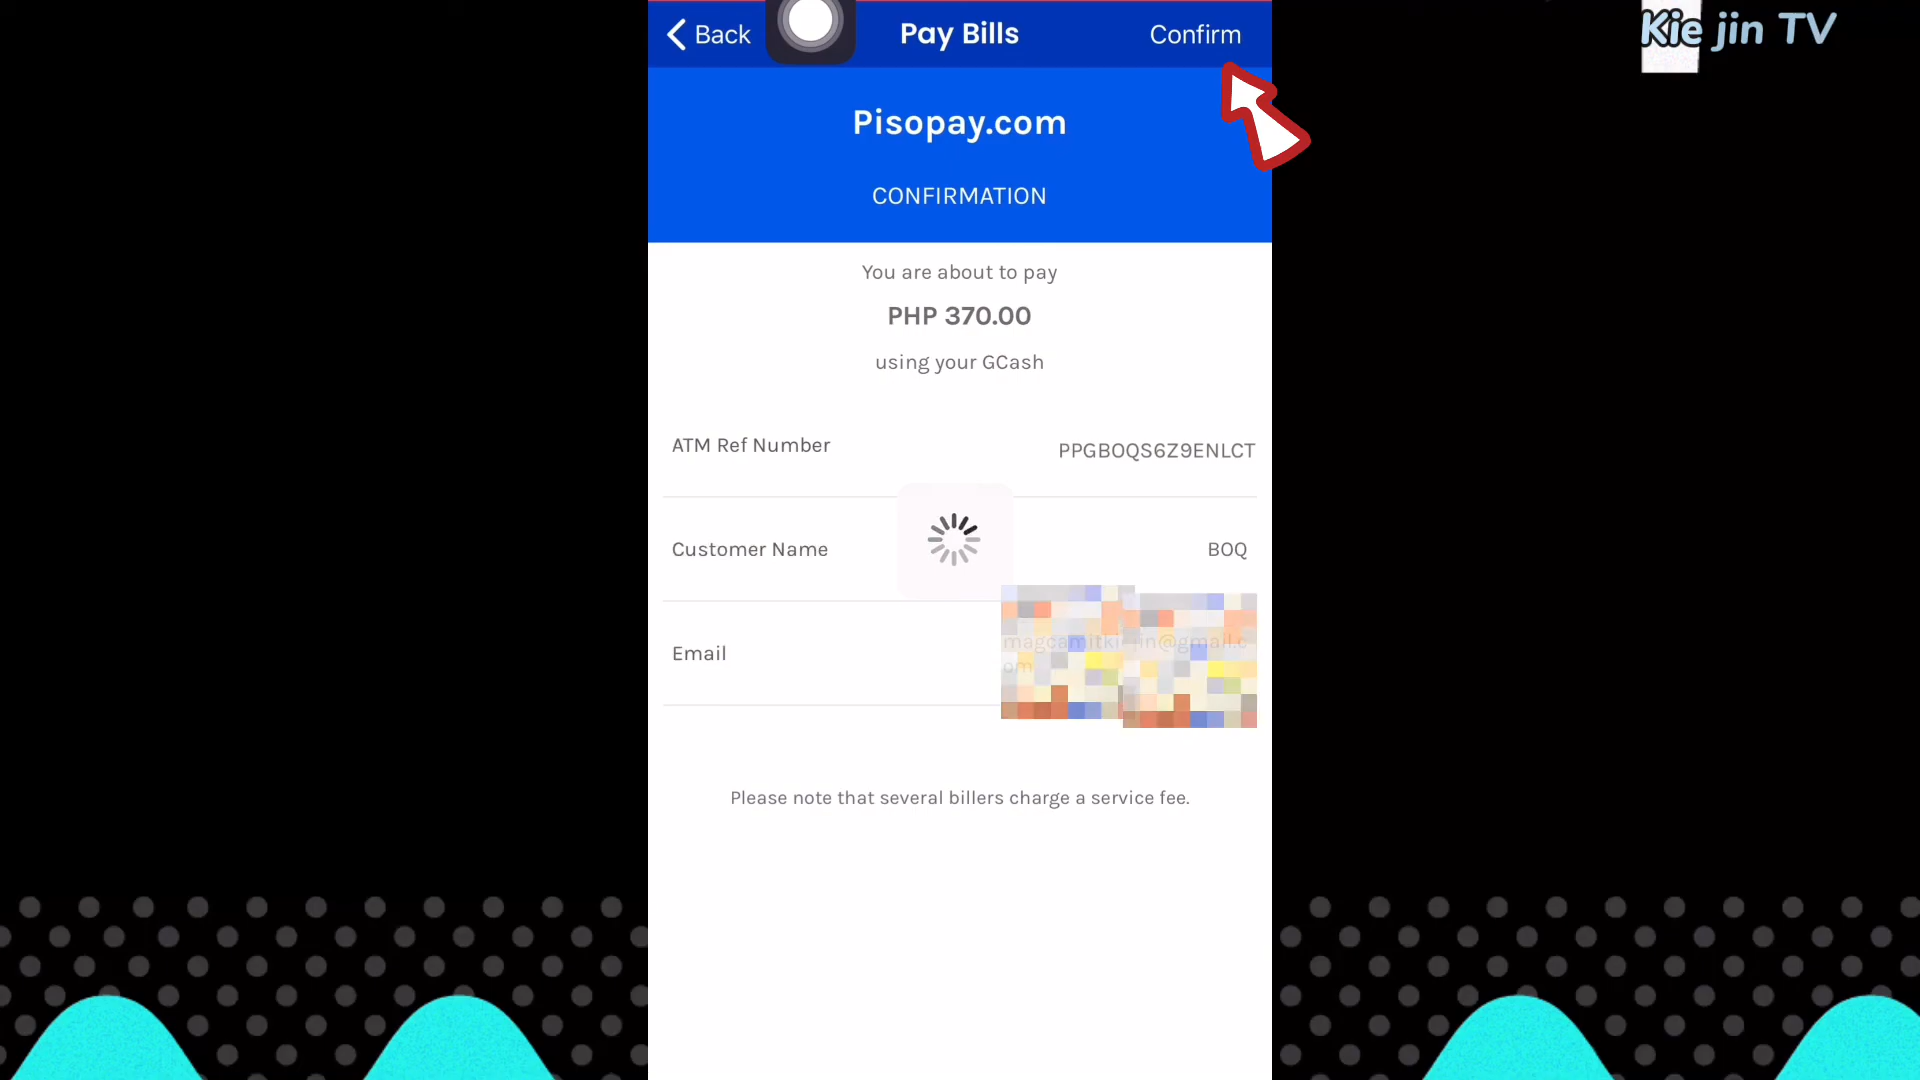 Kie jin TV
Back
Pay Bills
Confirm
Pisopay.com
CONFIRMATION
You are about to pay
PHP 370.00
using your GCash
ATM Ref Number
PPGBOQS6Z9ENLCT
Customer Name
BOQ
Email
Please note that several billers charge a service fee.